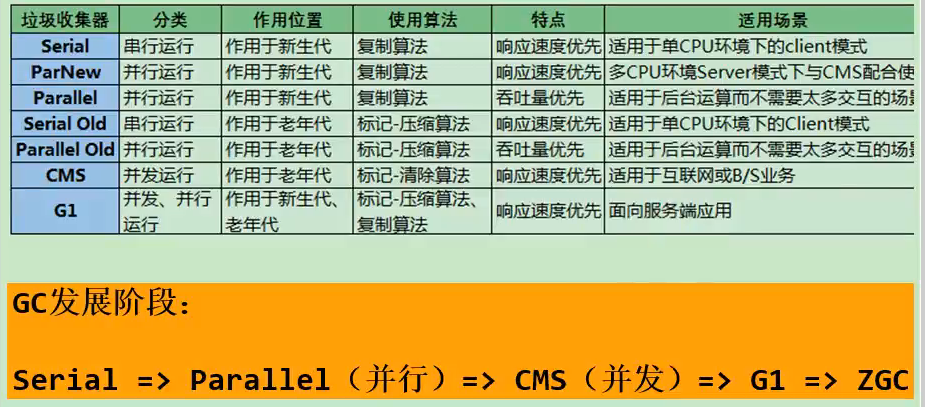 垃圾收集器 分类 作用位置 使用算法 特点 适用场景
Serial 串行运行 作用于新生代 复制算法 响应速度优先 适用于单CPU环境下的client模式
ParNew 并行运行 作用于新生代 复制算法 响应速度优先 多CPU环境Server模式下与CMS配合使
Parallel 并行运行 作用于新生代 复制算法 吞吐量优先 适用于后台运算而不需要太多交互的场
Serial Old 串行运行 作用于老年代 标记-压缩算法 响应速度优先 适用于单CPU环境下的Client模式
Parallel Old 并行运行 作用于老年代 标记-压缩算法 吞吐量优先 适用于后台运算而不需要太多交互的场
CMS 并发运行 作用于老年代 标记-清除算法 响应速度优先 适用于互联网或B/S业务
G1 并发、并行运行 作用于新生代、老年代 标记-压缩算法、复制算法 响应速度优先 面向服务端应用
GC发展阶段：
Serial => Parallel（并行）=> CMS（并发）=> G1 => ZGC